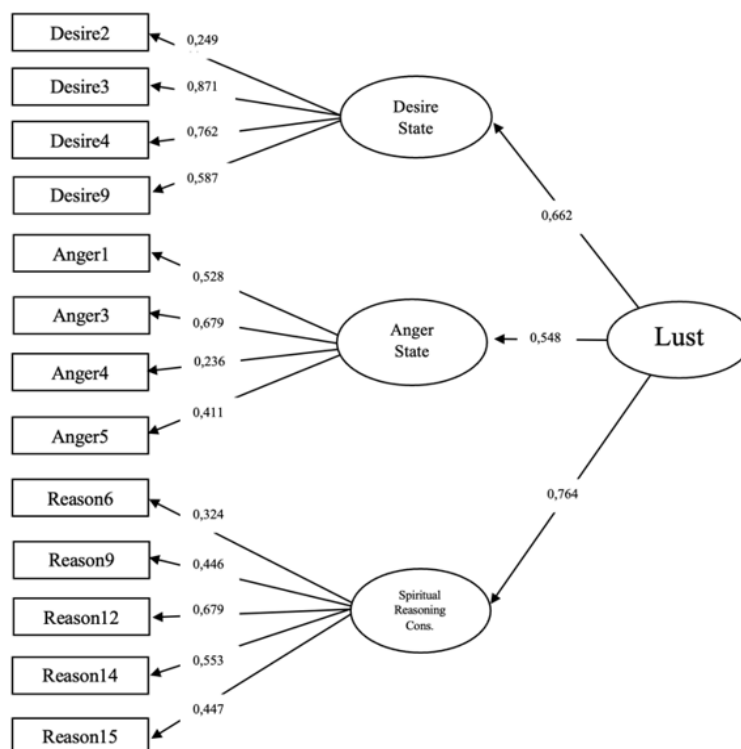 Desire2
0,249
Desire3
0,871
Desire4
0,762
Desire9
0,587
Desire
State
0,662
Anger1
0,528
Anger3
0,679
Anger4
0,236
Anger5
0,411
Anger
State
0,548
Lust
Reason6
0,324
Reason9
0,446
Reason12
0,679
Reason14
0,553
Reason15
0,447
Spiritual
Reasoning
Cons.
0,764